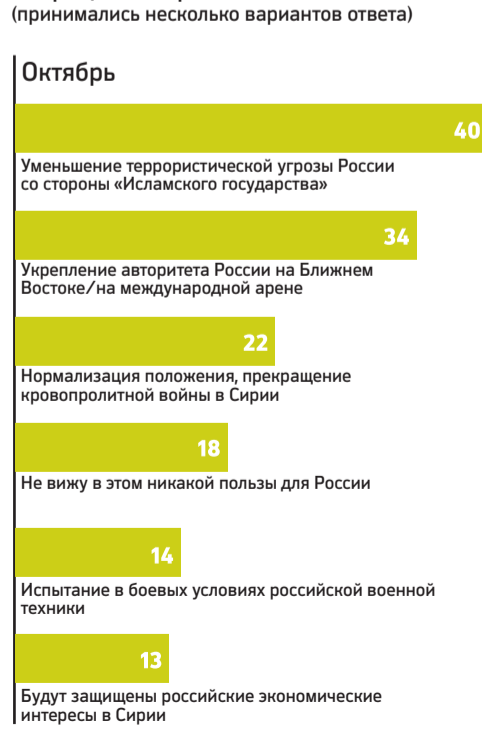 (принимались несколько вариантов ответа)
Октябрь
40
Уменьшение террористической угрозы России
со стороны «Исламского государства»
34
Укрепление авторитета России на Ближнем
Востоке/на международной арене
22
Нормализация положения, прекращение
кровопролитной войны в Сирии
18
Не вижу в этом никакой пользы для России
14
Испытание в боевых условиях российской военной
техники
13
Будут защищены российские экономические
интересы в Сирии